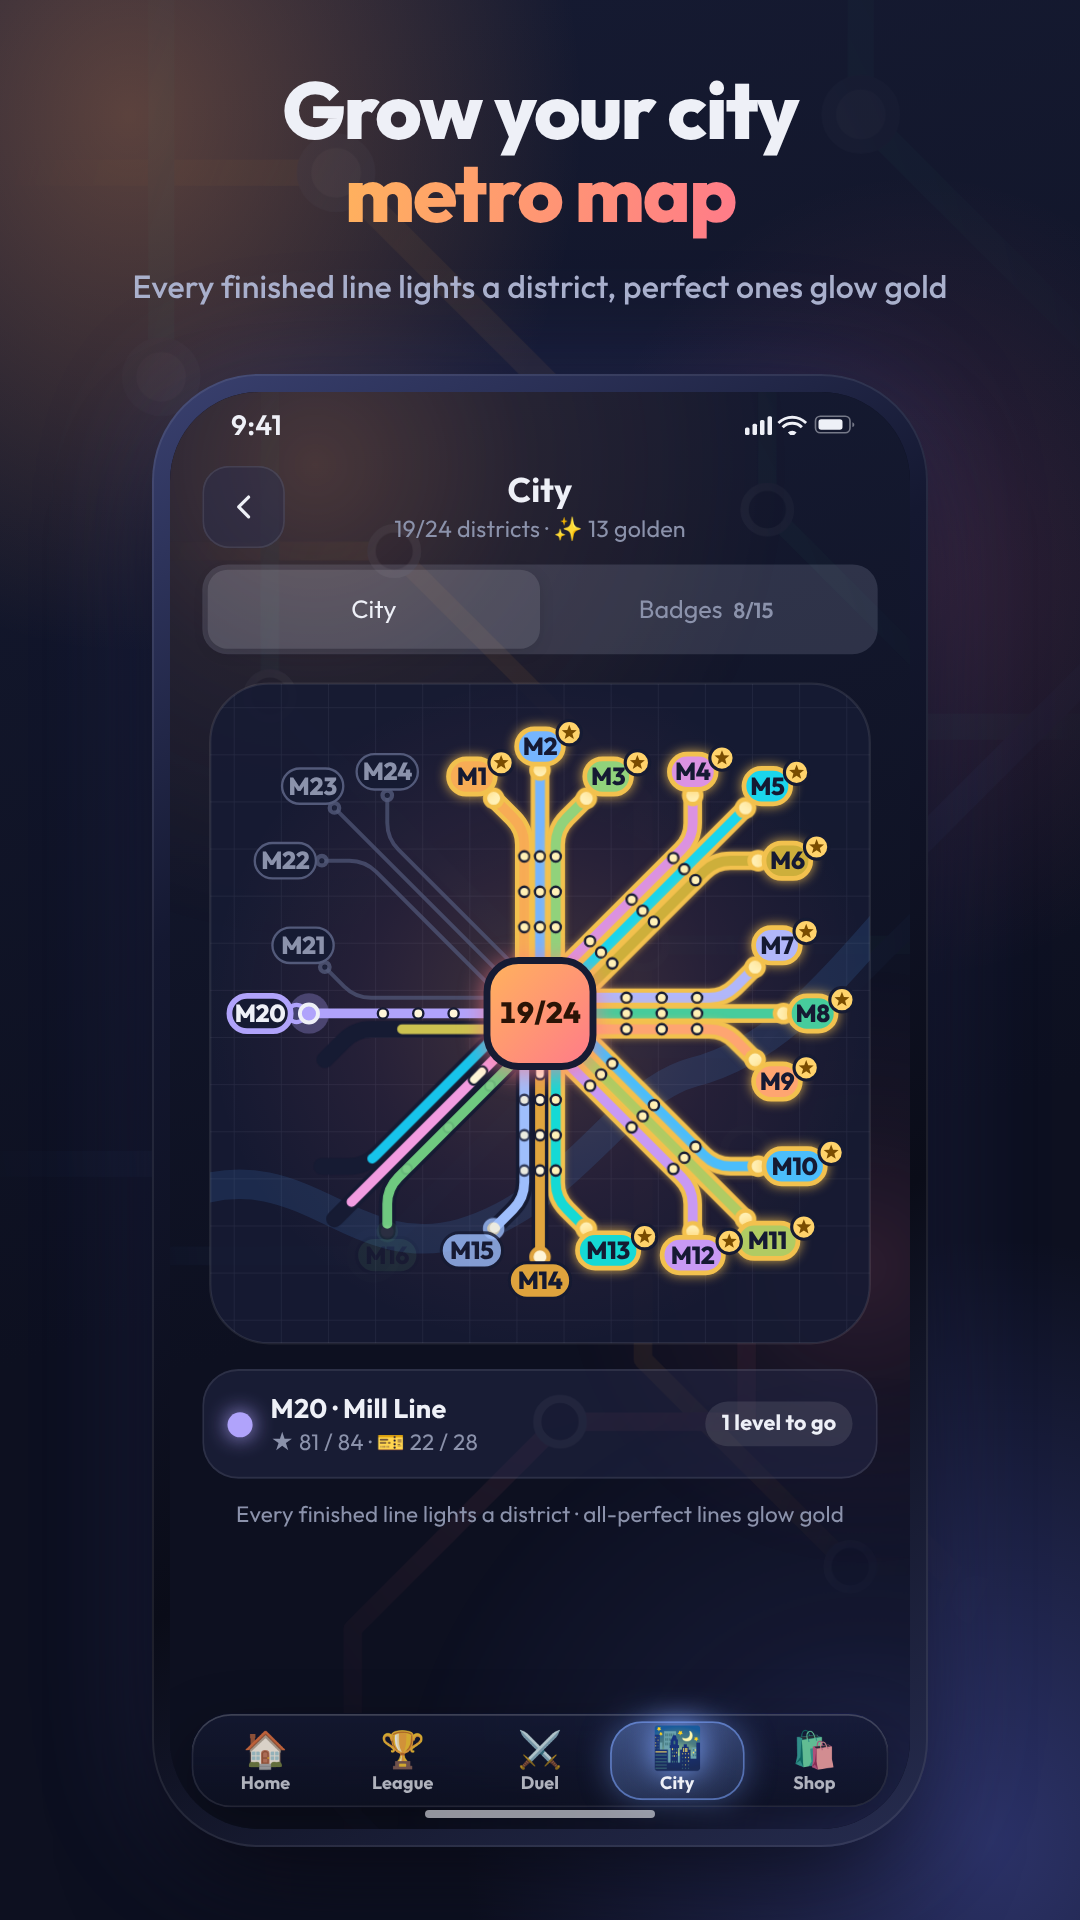 Grow your city
metro map
Every finished line lights a district, perfect ones glow gold
9:41
City
19/24 districts · ✨ 13 golden
City
Badges 8/15
M2
M24
M1
M3
M4
M23
M5
M22
M6
M21
M7
M20
19/24
M8
M9
M10
M16
M15
M13
M12
M11
M14
M20 · Mill Line
★ 81 / 84 · 🎫 22 / 28
1 level to go
Every finished line lights a district · all-perfect lines glow gold
Home
League
Duel
City
Shop